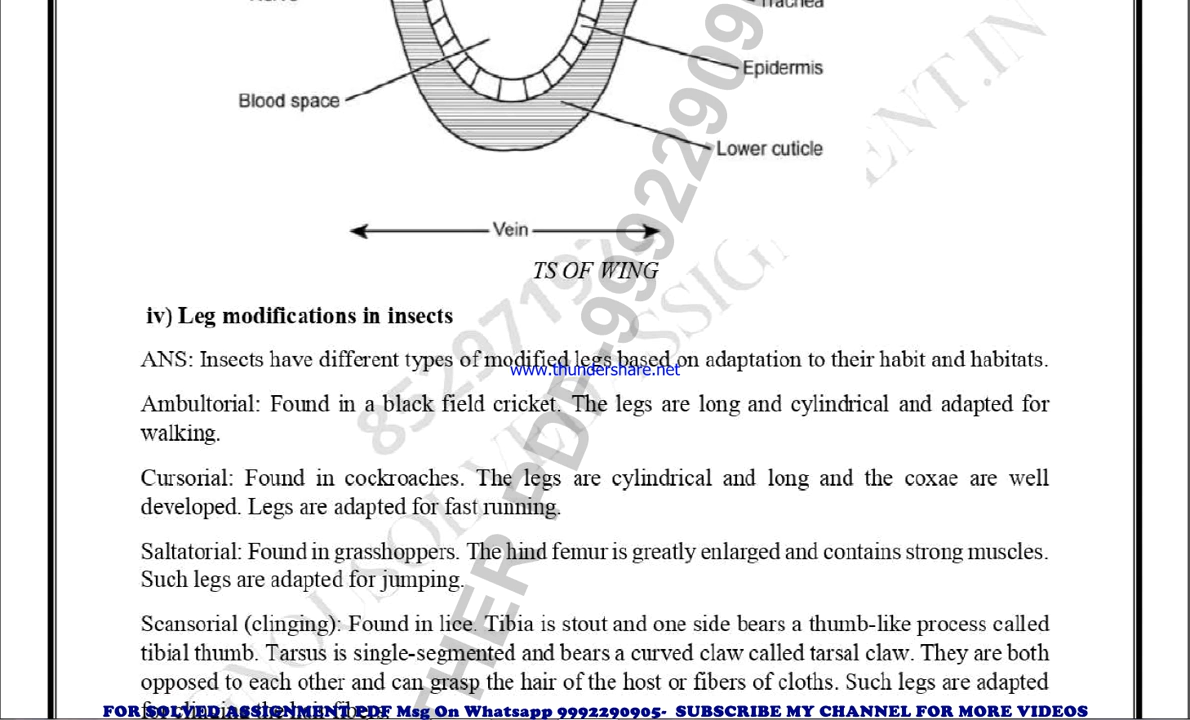 Trachea
Epidermis
Blood space
Lower cuticle
Vein
TS OF WING
iv) Leg modifications in insects
ANS: Insects have different types of modified legs based on adaptation to their habit and habitats.
www.thundershare.net
Ambultorial: Found in a black field cricket. The legs are long and cylindrical and adapted for
walking.
Cursorial: Found in cockroaches. The legs are cylindrical and long and the coxae are well
developed. Legs are adapted for fast running.
Saltatorial: Found in grasshoppers. The hind femur is greatly enlarged and contains strong muscles.
Such legs are adapted for jumping.
Scansorial (clinging): Found in lice. Tibia is stout and one side bears a thumb-like process called
tibial thumb. Tarsus is single-segmented and bears a curved claw called tarsal claw. They are both
opposed to each other and can grasp the hair of the host or fibers of cloths. Such legs are adapted
FOR SOLVED ASSIGNMENT PDF Msg On Whatsapp 9992290905- SUBSCRIBE MY CHANNEL FOR MORE VIDEOS